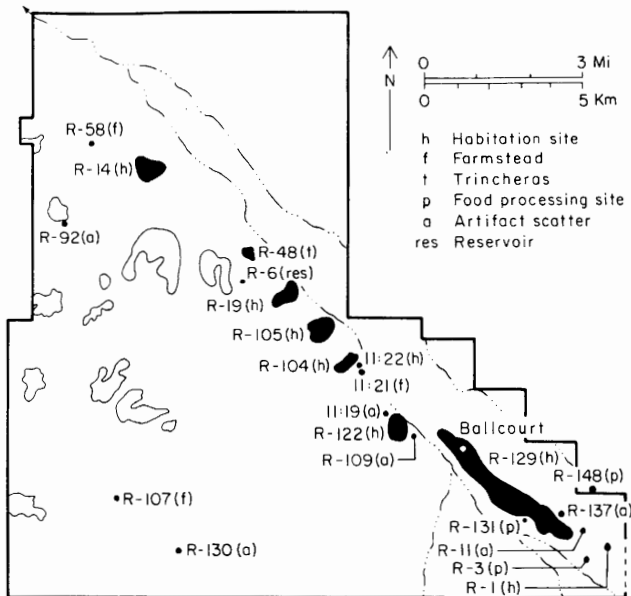 0 3 Mi
N
0 5 Km
h Habitation site
f Farmstead
t Trincheras
p Food processing site
a Artifact scatter
res Reservoir
R-58(f)
R-14(h)
R-92(a)
R-48(t)
R-6(res)
R-19(h)
R-105(h)
R-104(h)
11:22(h)
11:21(f)
11:19(a)
R-122(h)
R-109(a)
Ballcourt
R-129(h)
R-148(p)
R-107(f)
R-137(a)
R-131(p)
R-11(a)
R-130(a)
R-3(p)
R-1(h)